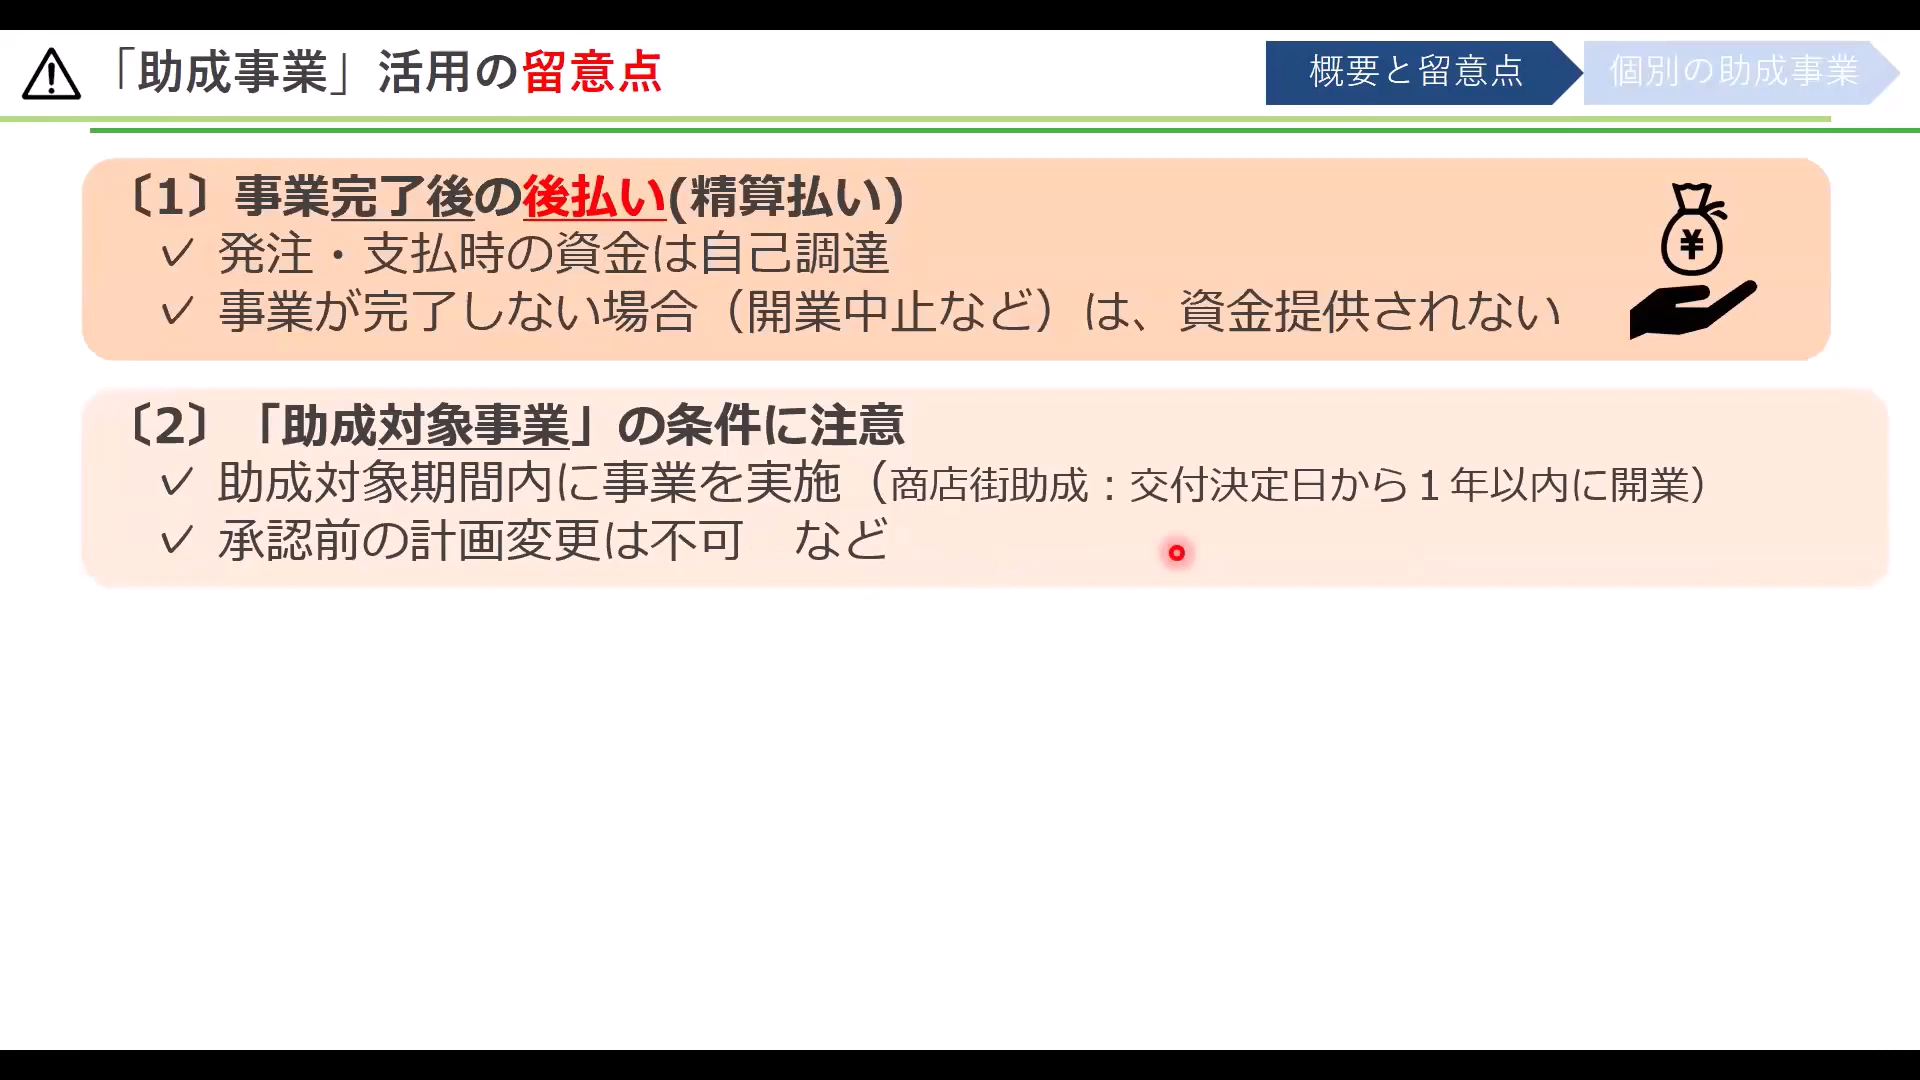 「助成事業」活用の留意点
概要と留意点
個別の助成事業
〔1〕事業完了後の後払い(精算払い)
✓ 発注・支払時の資金は自己調達
✓ 事業が完了しない場合（開業中止など）は、資金提供されない
¥
〔2〕「助成対象事業」の条件に注意
✓ 助成対象期間内に事業を実施（商店街助成：交付決定日から１年以内に開業）
✓ 承認前の計画変更は不可　など